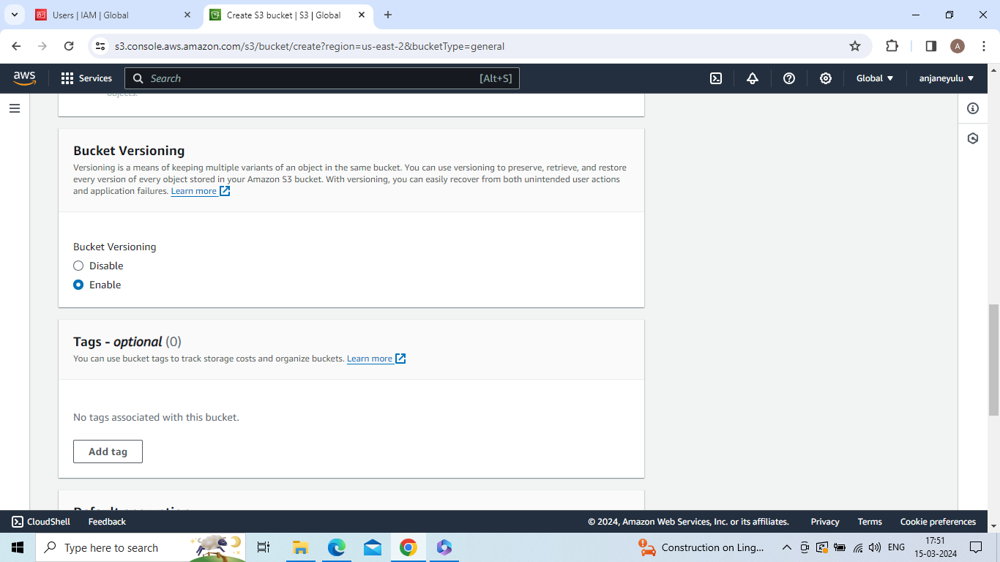 Users | IAM | Global
Create S3 bucket | S3 | Global
s3.console.aws.amazon.com/s3/bucket/create?region=us-east-2&bucketType=general
A
aws
Services
Search
[Alt+S]
Global
anjaneyulu
objects.
Bucket Versioning
Versioning is a means of keeping multiple variants of an object in the same bucket. You can use versioning to preserve, retrieve, and restore
every version of every object stored in your Amazon S3 bucket. With versioning, you can easily recover from both unintended user actions
and application failures. Learn more
Bucket Versioning
Disable
Enable
Tags - optional (0)
You can use bucket tags to track storage costs and organize buckets. Learn more
No tags associated with this bucket.
Add tag
Default encryption
CloudShell
Feedback
© 2024, Amazon Web Services, Inc. or its affiliates.
Privacy
Terms
Cookie preferences
Type here to search
Construction on Ling...
ENG
17:51
15-03-2024